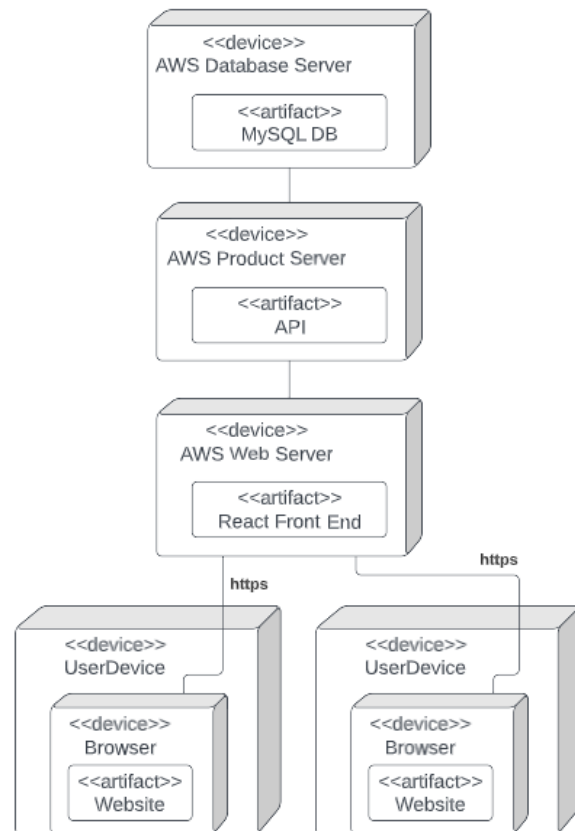 <<device>>
AWS Database Server
<<artifact>>
MySQL DB
<<device>>
AWS Product Server
<<artifact>>
API
<<device>>
AWS Web Server
<<artifact>>
React Front End
https
https
<<device>>
UserDevice
<<device>>
Browser
<<artifact>>
Website
<<device>>
UserDevice
<<device>>
Browser
<<artifact>>
Website